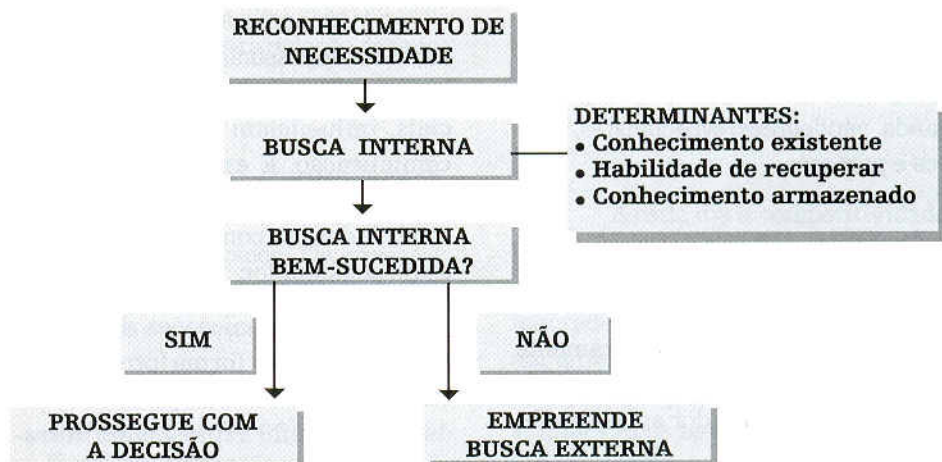 RECONHECIMENTO DE
NECESSIDADE
BUSCA INTERNA
DETERMINANTES:
• Conhecimento existente
• Habilidade de recuperar
• Conhecimento armazenado
BUSCA INTERNA
BEM-SUCEDIDA?
SIM
NÃO
PROSSEGUE COM
A DECISÃO
EMPREENDE
BUSCA EXTERNA